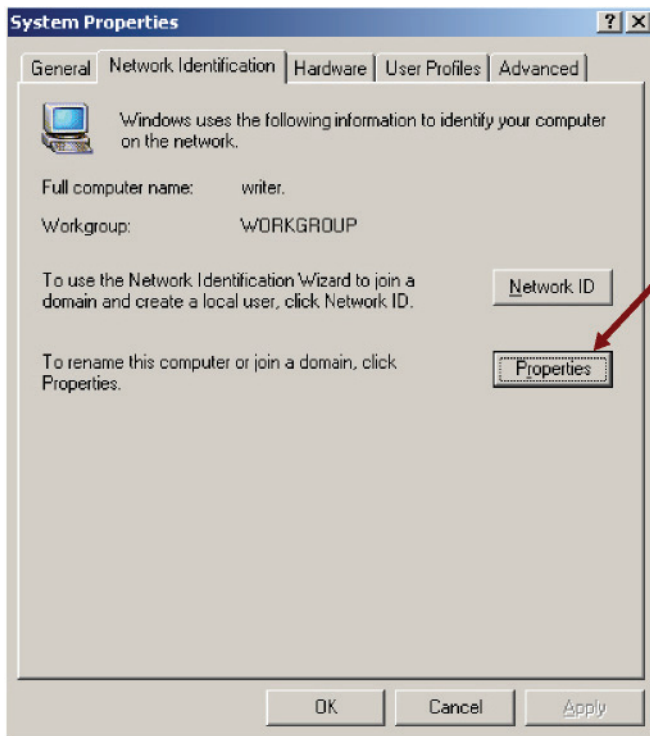 System Properties
General Network Identification Hardware User Profiles Advanced
Windows uses the following information to identify your computer
on the network.
Full computer name: writer.
Workgroup: WORKGROUP
To use the Network Identification Wizard to join a
domain and create a local user, click Network ID.
Network ID
To rename this computer or join a domain, click
Properties.
Properties
OK Cancel Apply